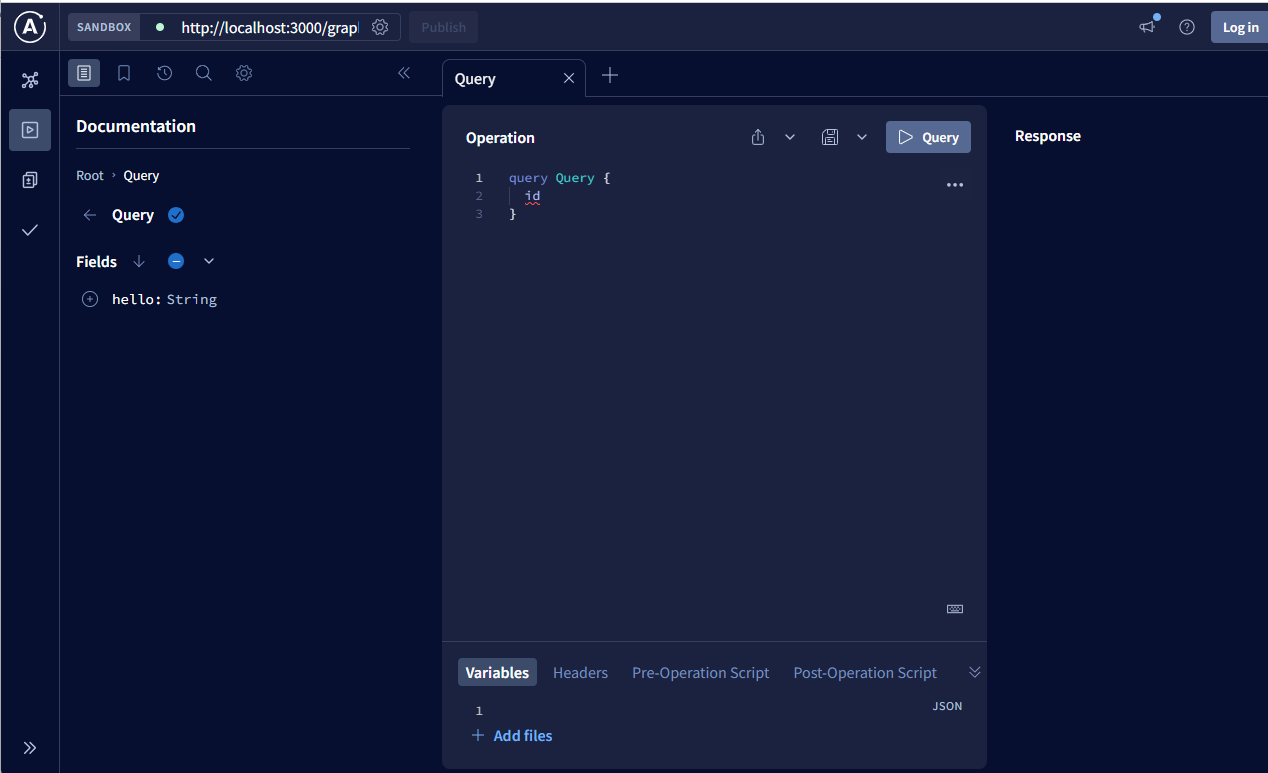 SANDBOX http://localhost:3000/grap Publish Log in
Query
Documentation
Operation Query Response
Root › Query
Query
Fields
hello: String
1 query Query {
2 id
3 }
Variables Headers Pre-Operation Script Post-Operation Script
1 JSON
+ Add files